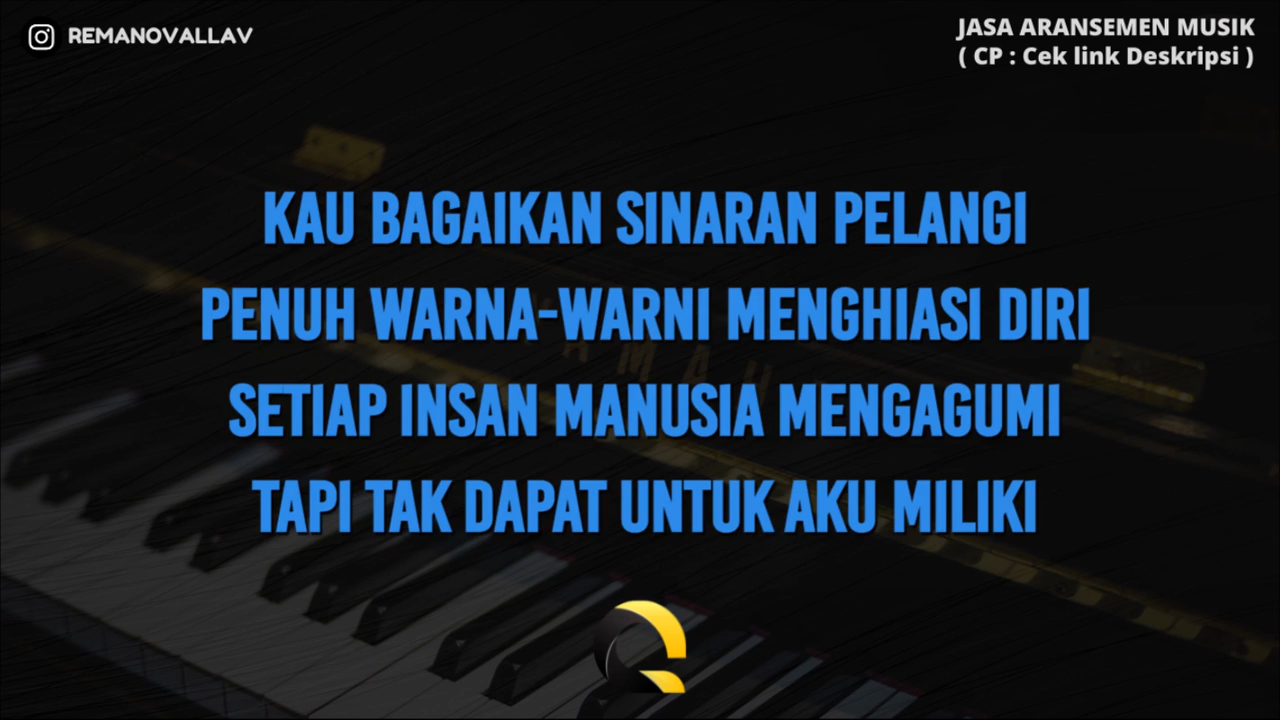 REMANOVALLAV
JASA ARANSEMEN MUSIK
( CP : Cek link Deskripsi )
KAU BAGAIKAN SINARAN PELANGI
PENUH WARNA-WARNI MENGHIASI DIRI
SETIAP INSAN MANUSIA MENGAGUMI
TAPI TAK DAPAT UNTUK AKU MILIKI